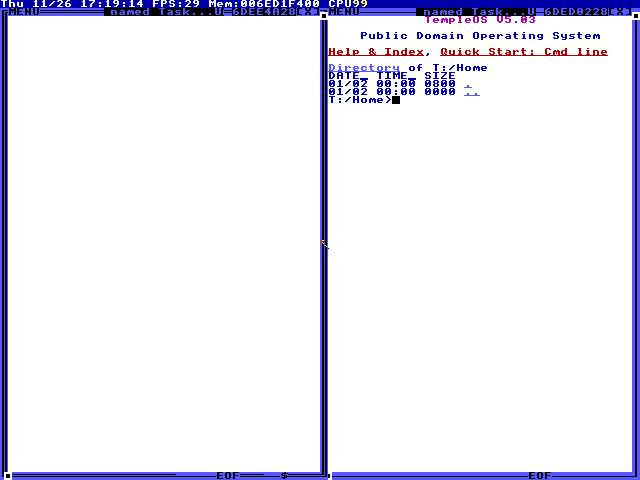 Thu 11/26 17:19:14 FPS:29 Mem:006ED1F400 CPU99
MENU named Task...U 6DEE4A28[X]
MENU named Task...U 6DED0228[X]
TempleOS V5.03
Public Domain Operating System
Help & Index, Quick Start: Cmd line
Directory of T:/Home
DATE_ TIME_ SIZE
01/02 00:00 0800 .
01/02 00:00 0000 ..
T:/Home>
EOF $
EOF